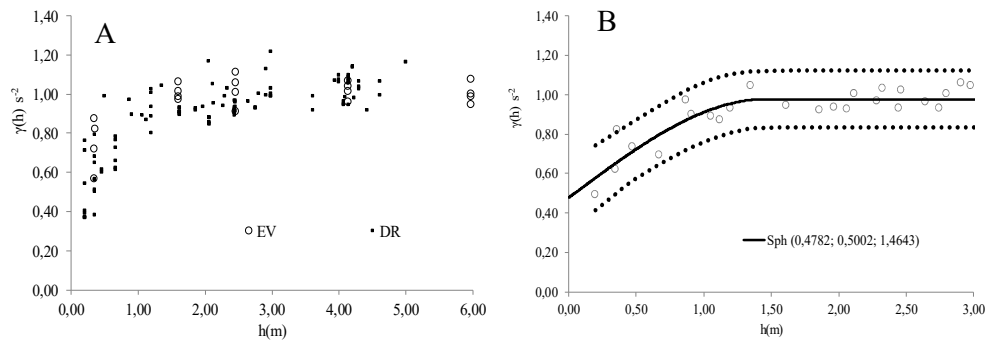 A
γ(h) s⁻²
1,40
1,20
1,00
0,80
0,60
0,40
0,20
0,00
EV
DR
0,00 1,00 2,00 3,00 4,00 5,00 6,00
h(m)
B
γ(h) s⁻²
1,40
1,20
1,00
0,80
0,60
0,40
0,20
0,00
Sph (0,4782; 0,5002; 1,4643)
0,00 0,50 1,00 1,50 2,00 2,50 3,00
h(m)